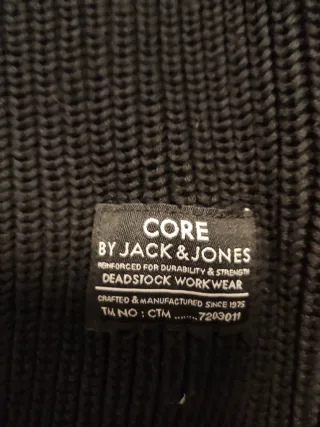 CORE
BY JACK & JONES
REINFORCED FOR DURABILITY & STRENGTH
DEADSTOCK WORKWEAR
CRAFTED & MANUFACTURED SINCE 1975
TM NO : CTM ....... 7203011